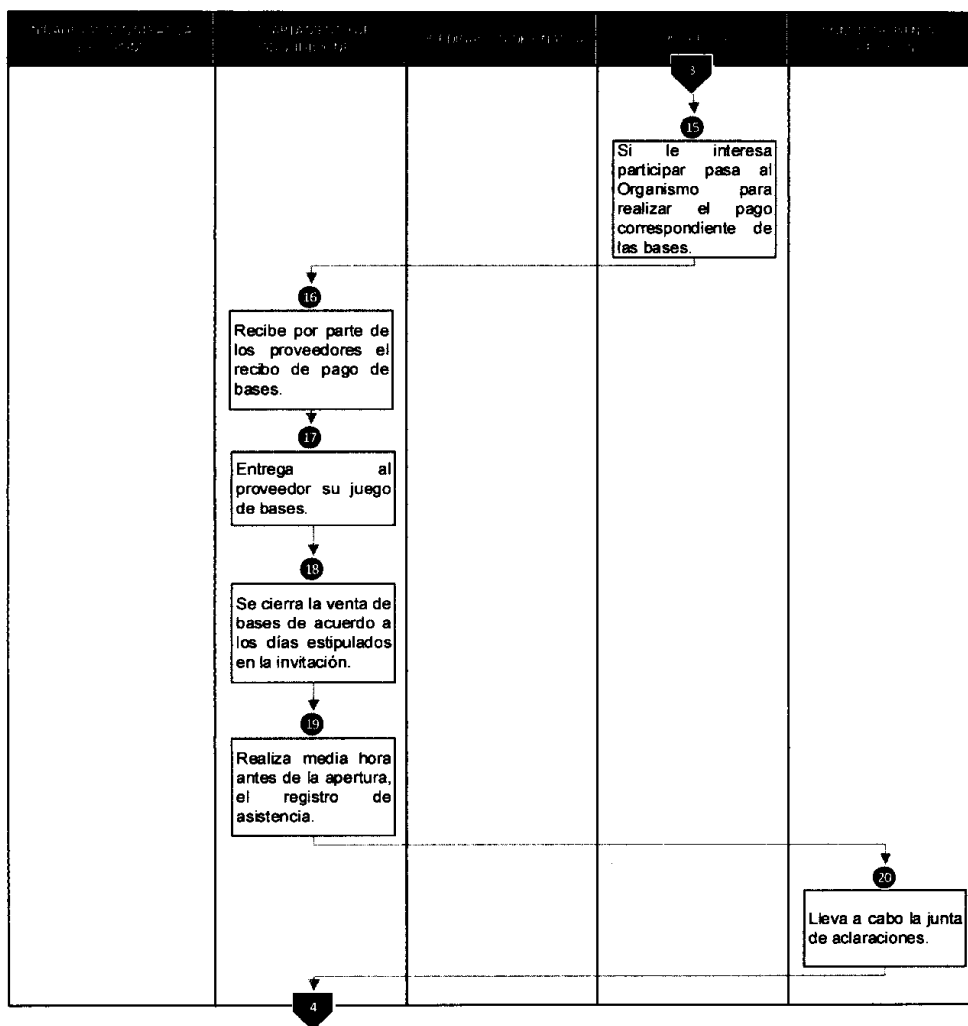 3
15
Si le interesa
participar pasa al
Organismo para
realizar el pago
correspondiente de
las bases.
16
Recibe por parte de
los proveedores el
recibo de pago de
bases.
17
Entrega al
proveedor su juego
de bases.
18
Se cierra la venta de
bases de acuerdo a
los días estipulados
en la invitación.
19
Realiza media hora
antes de la apertura,
el registro de
asistencia.
20
Lleva a cabo la junta
de aclaraciones.
4